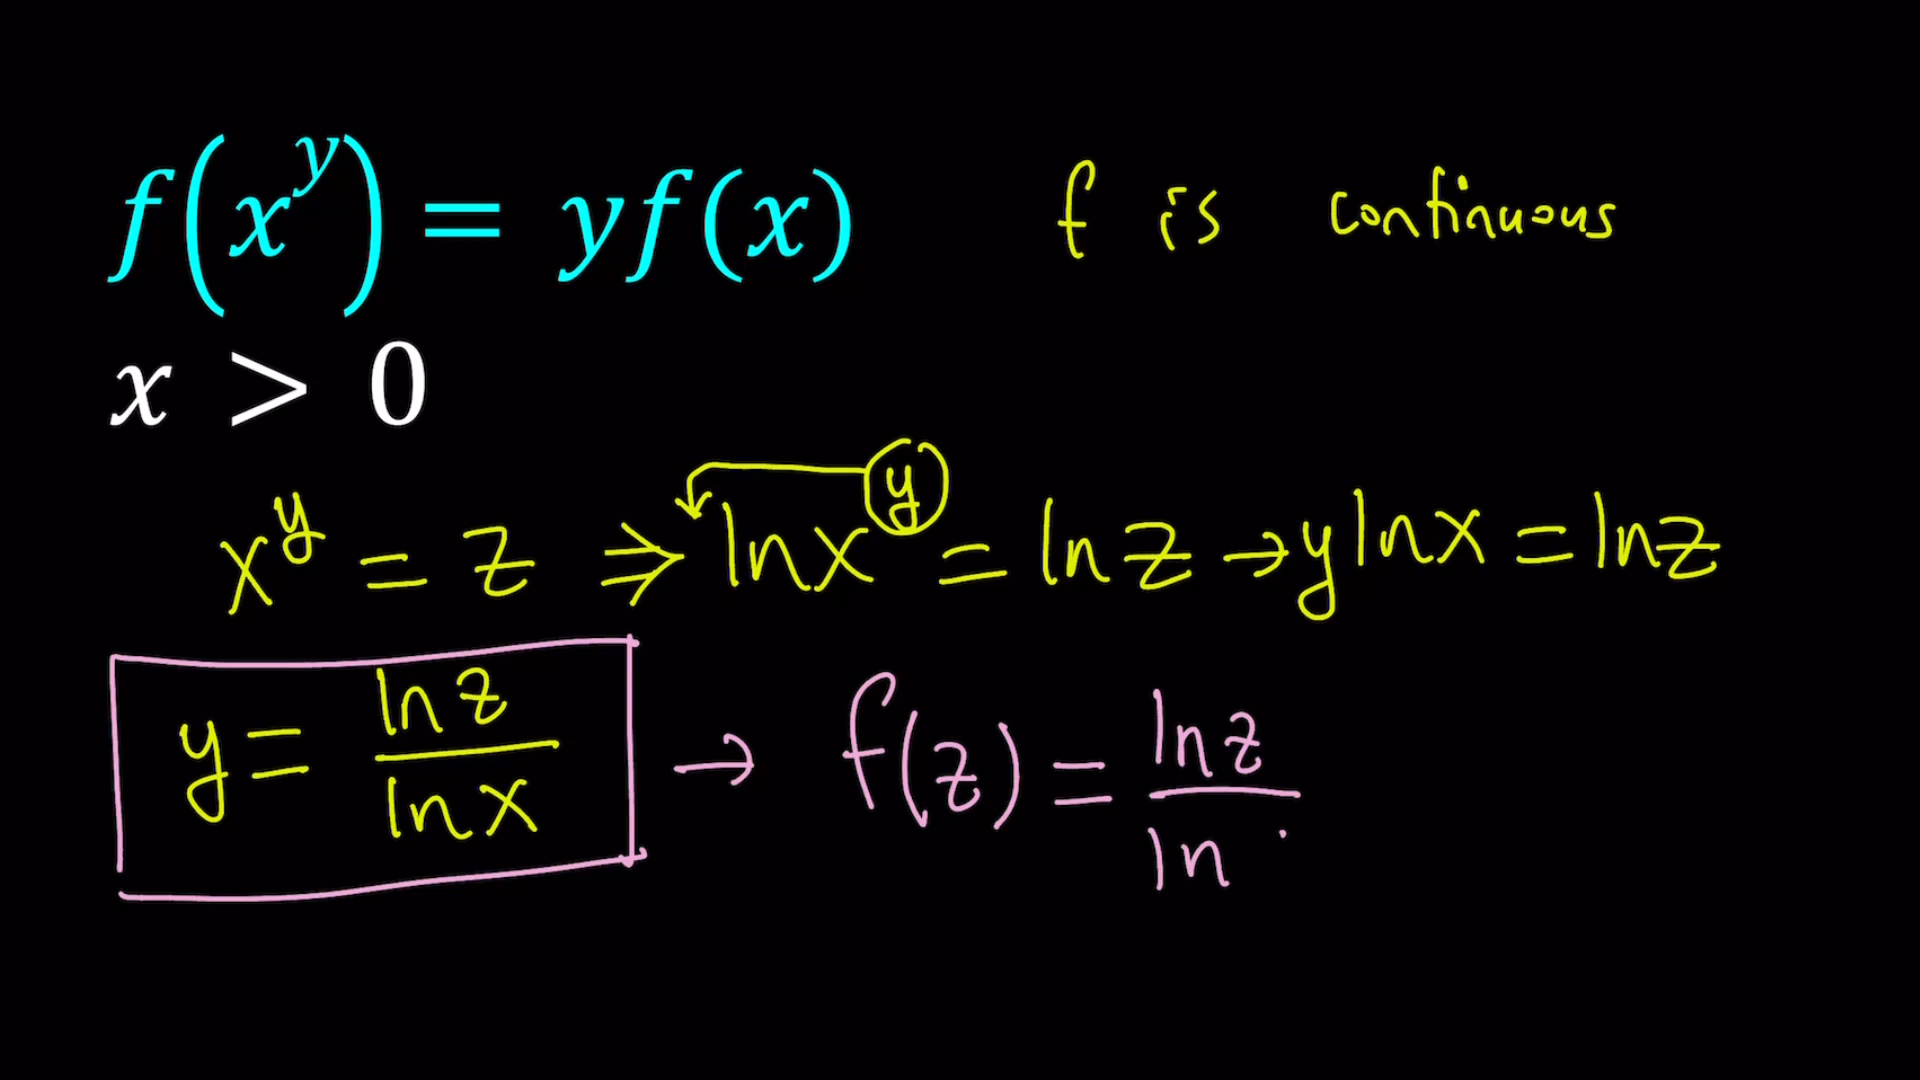 f(x^y) = yf(x) f is continuous
x > 0
x^y = z ⇒ ln x^y = ln z → y ln x = ln z
y = ln z / ln x → f(z) = ln z / ln